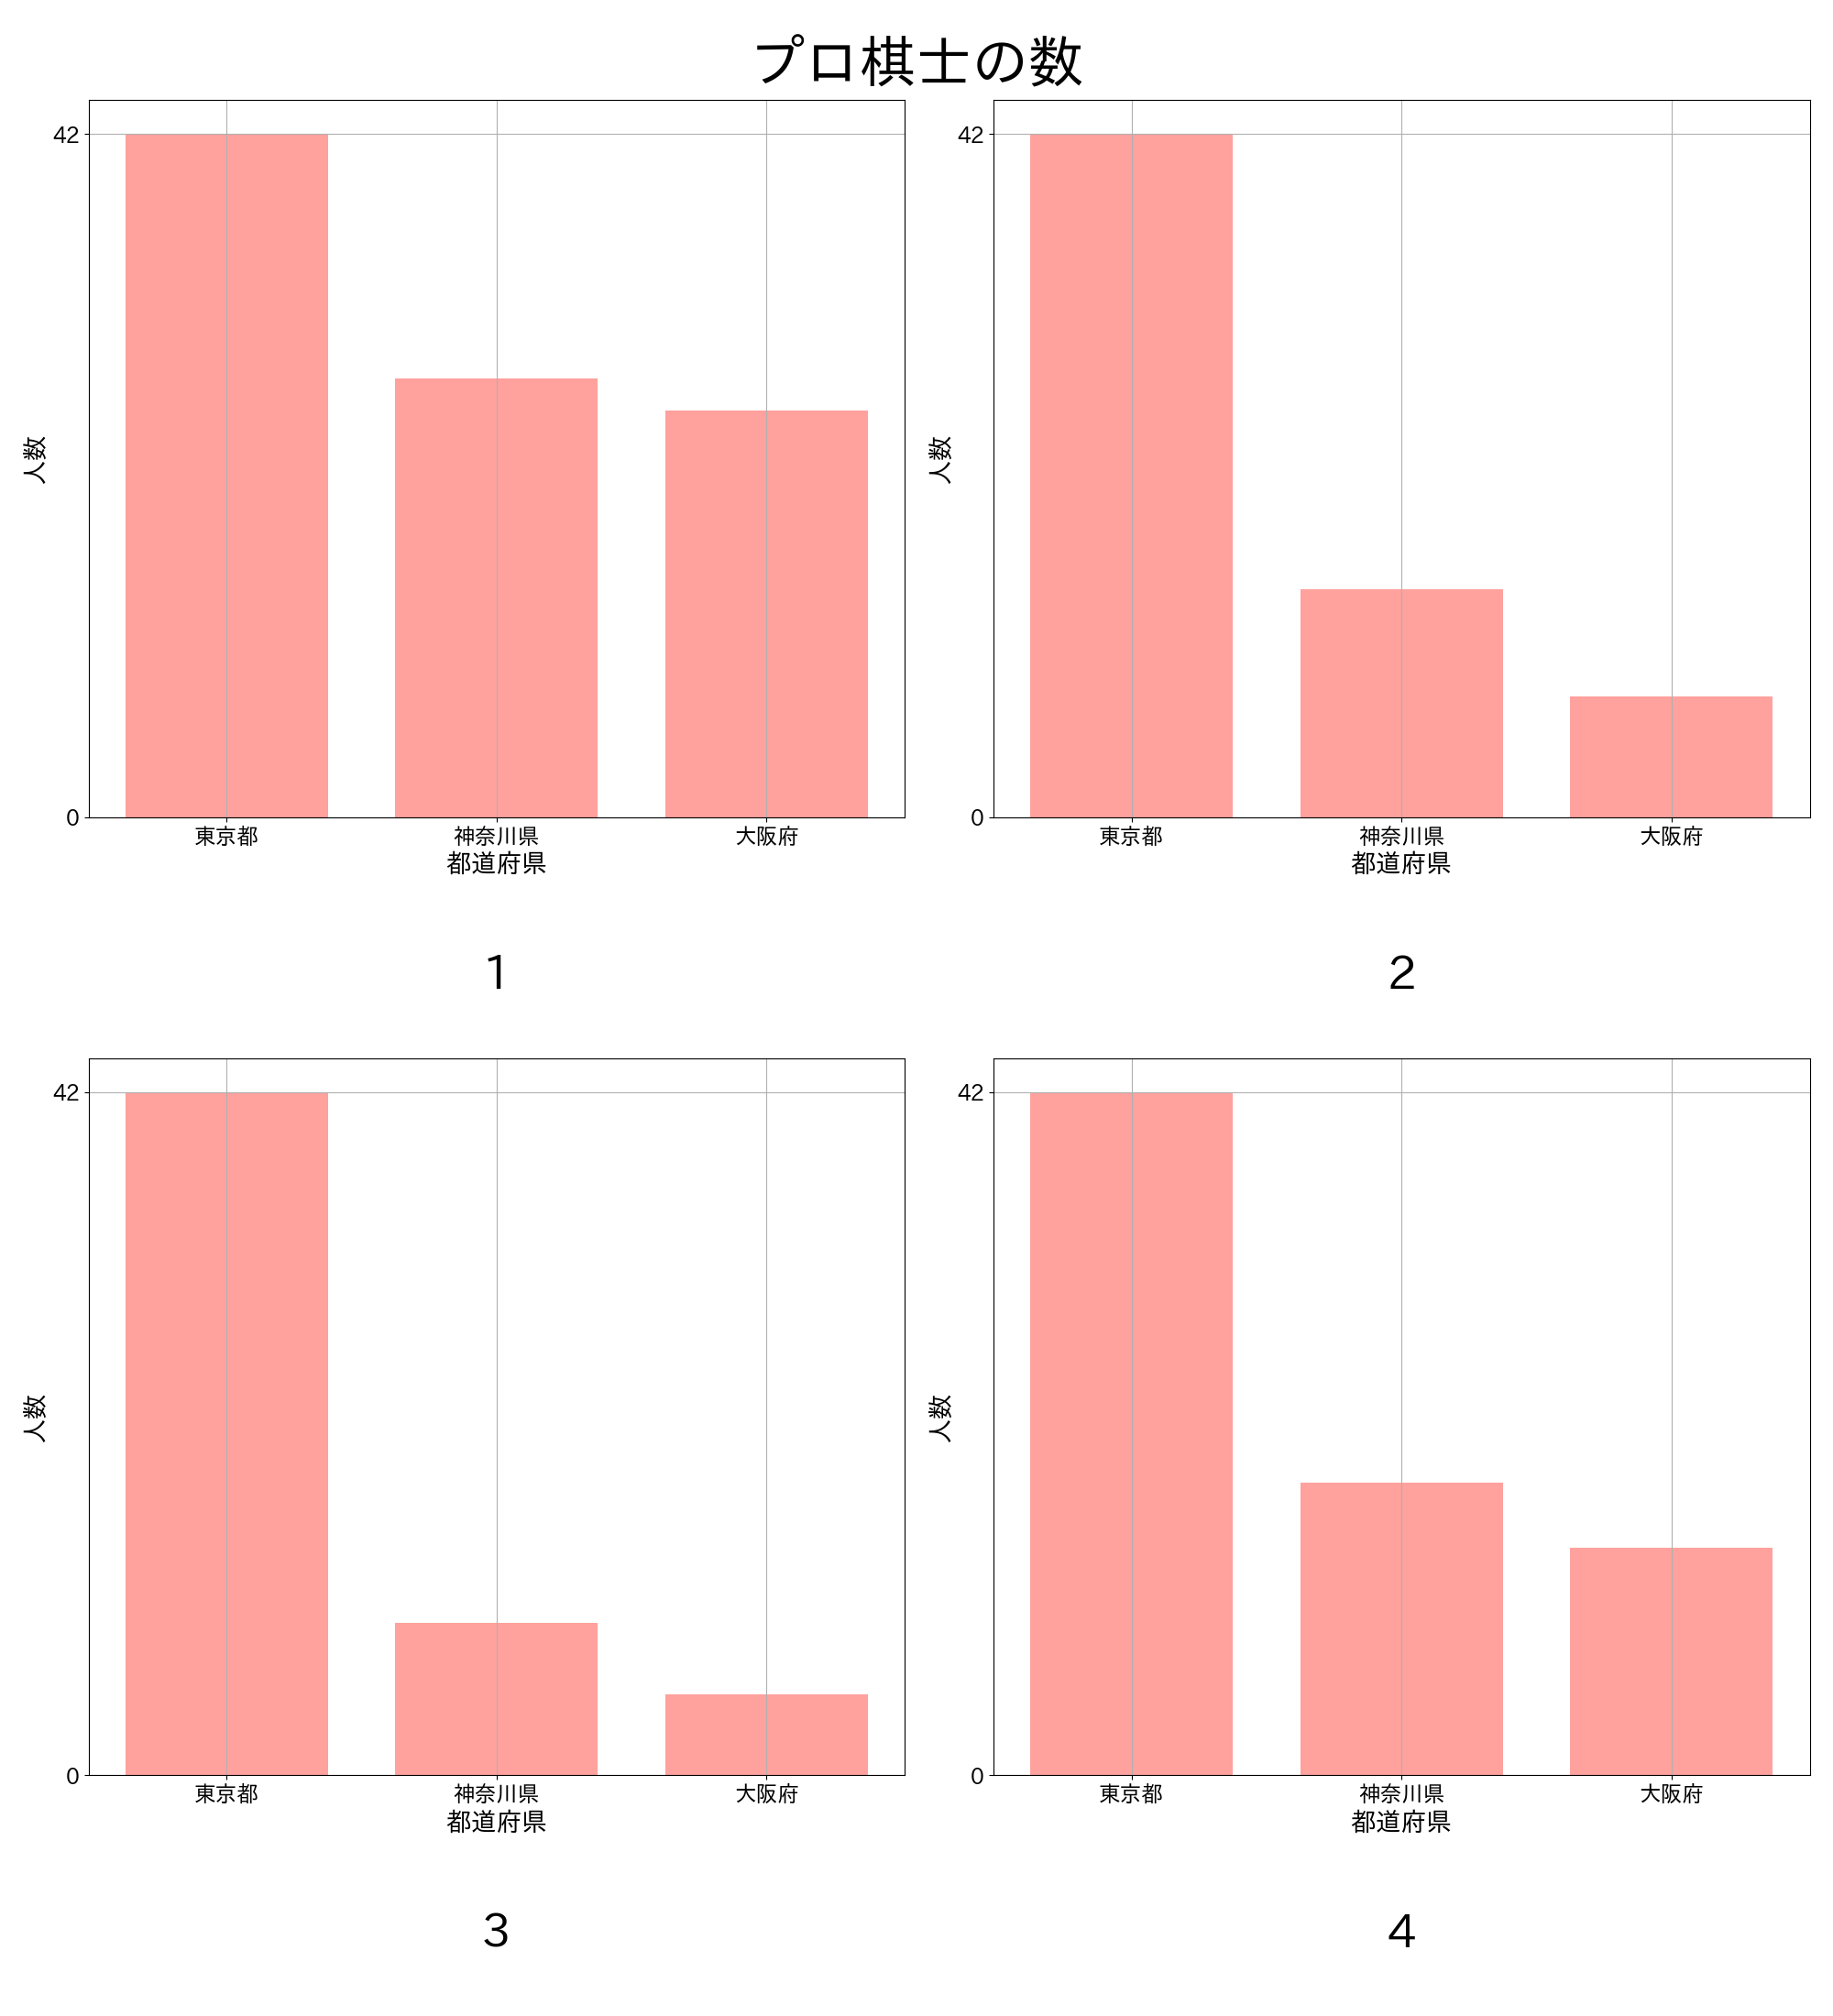 プロ棋士の数
42
0
人数
東京都 神奈川県 大阪府
都道府県
1
42
0
人数
東京都 神奈川県 大阪府
都道府県
2
42
0
人数
東京都 神奈川県 大阪府
都道府県
3
42
0
人数
東京都 神奈川県 大阪府
都道府県
4